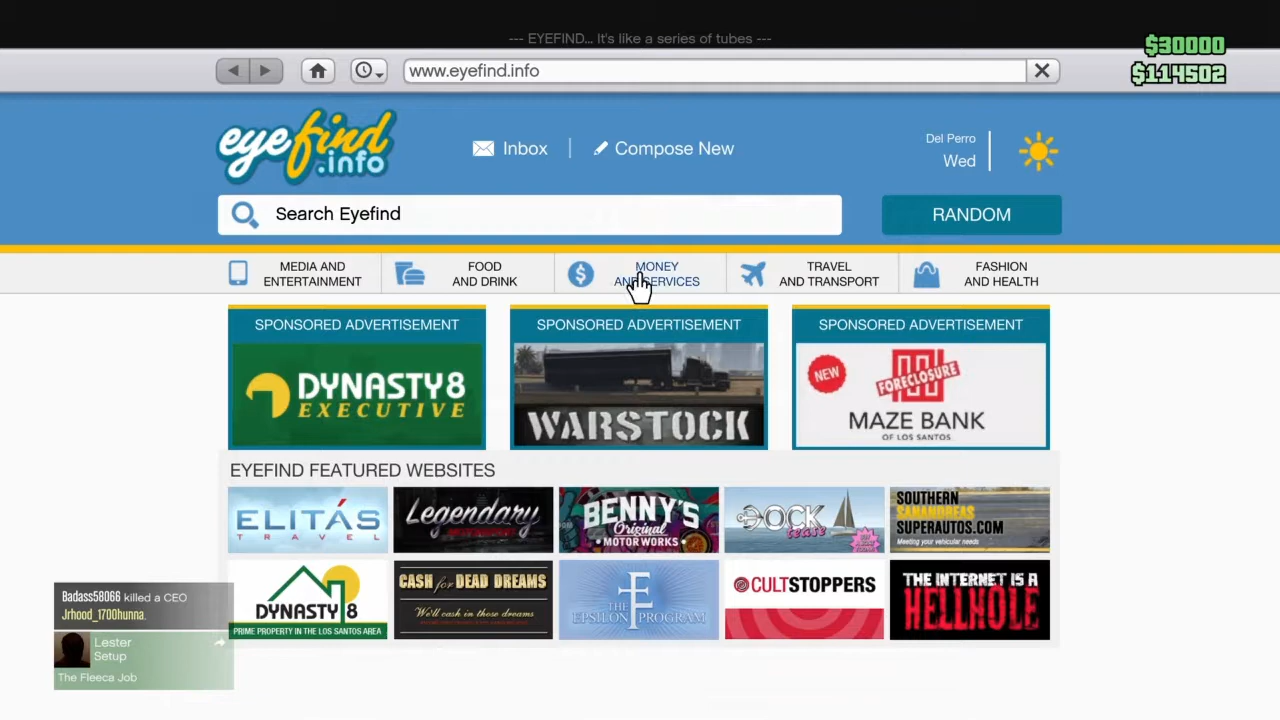 --- EYEFIND... It's like a series of tubes ---
$30000
$114502
www.eyefind.info
eyefind
.info
Inbox
Compose New
Del Perro
Wed
Search Eyefind
RANDOM
MEDIA AND
ENTERTAINMENT
FOOD
AND DRINK
MONEY
AND SERVICES
TRAVEL
AND TRANSPORT
FASHION
AND HEALTH
SPONSORED ADVERTISEMENT
DYNASTY8
EXECUTIVE
SPONSORED ADVERTISEMENT
WARSTOCK
SPONSORED ADVERTISEMENT
NEW
FORECLOSURE
MAZE BANK
OF LOS SANTOS
EYEFIND FEATURED WEBSITES
ELITÁS
TRAVEL
Legendary
BENNY'S
Original
MOTOR WORKS
DOCK
tease
SOUTHERN
SANANDREAS
SUPERAUTOS.COM
Meeting your vehicular needs
DYNASTY 8
PRIME PROPERTY IN THE LOS SANTOS AREA
CASH for DEAD DREAMS
We'll cash in those dreams
THE
EPSILON PROGRAM
CULTSTOPPERS
THE INTERNET IS A
HELLHOLE
Badass58066 killed a CEO
Jrhood_1700hunna.
Lester
Setup
The Fleeca Job